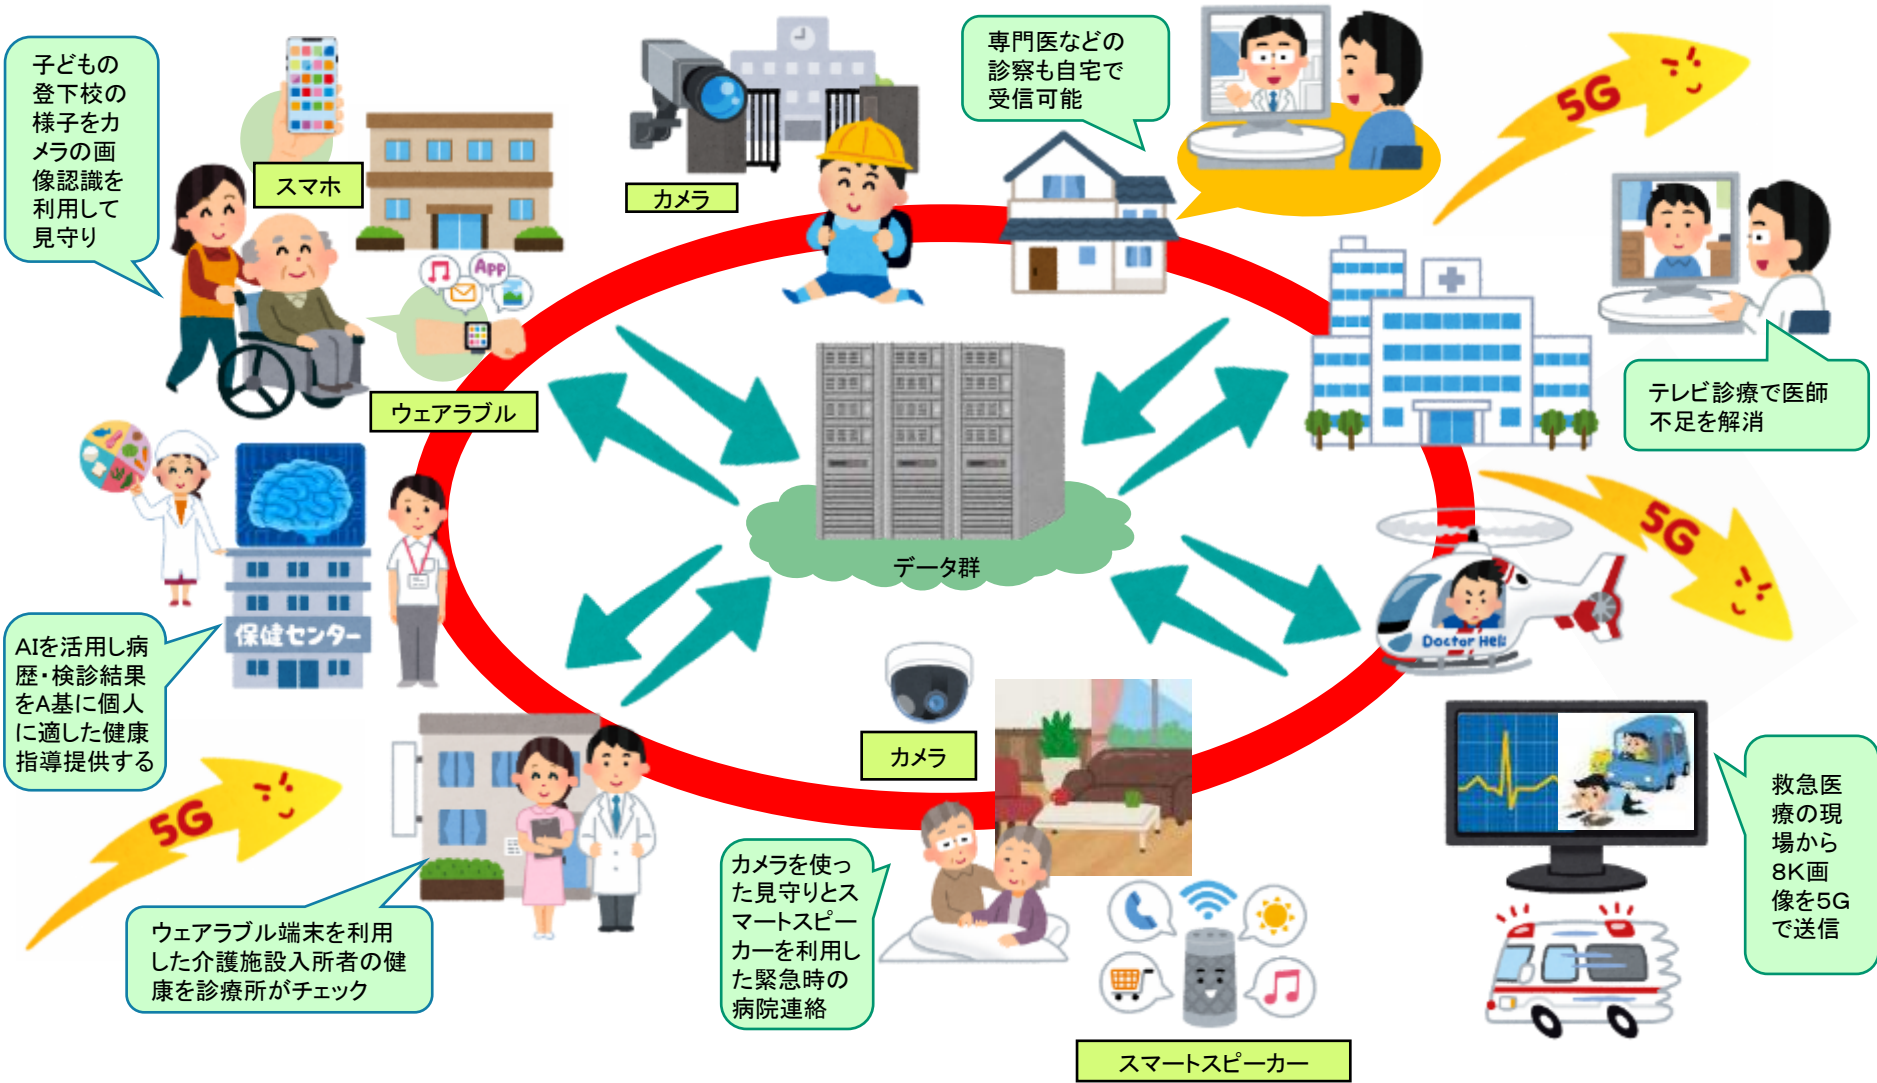 子どもの
登下校の
様子をカ
メラの画
像認識を
利用して
見守り
スマホ
カメラ
専門医などの
診察も自宅で
受信可能
5G
App
ウェアラブル
テレビ診療で医師
不足を解消
データ群
5G
Doctor Heli
保健センター
AIを活用し病
歴・検診結果
をA基に個人
に適した健康
指導提供する
5G
カメラ
ウェアラブル端末を利用
した介護施設入所者の健
康を診療所がチェック
カメラを使っ
た見守りとス
マートスピー
カーを利用し
た緊急時の
病院連絡
救急医
療の現
場から
8K画
像を5G
で送信
スマートスピーカー